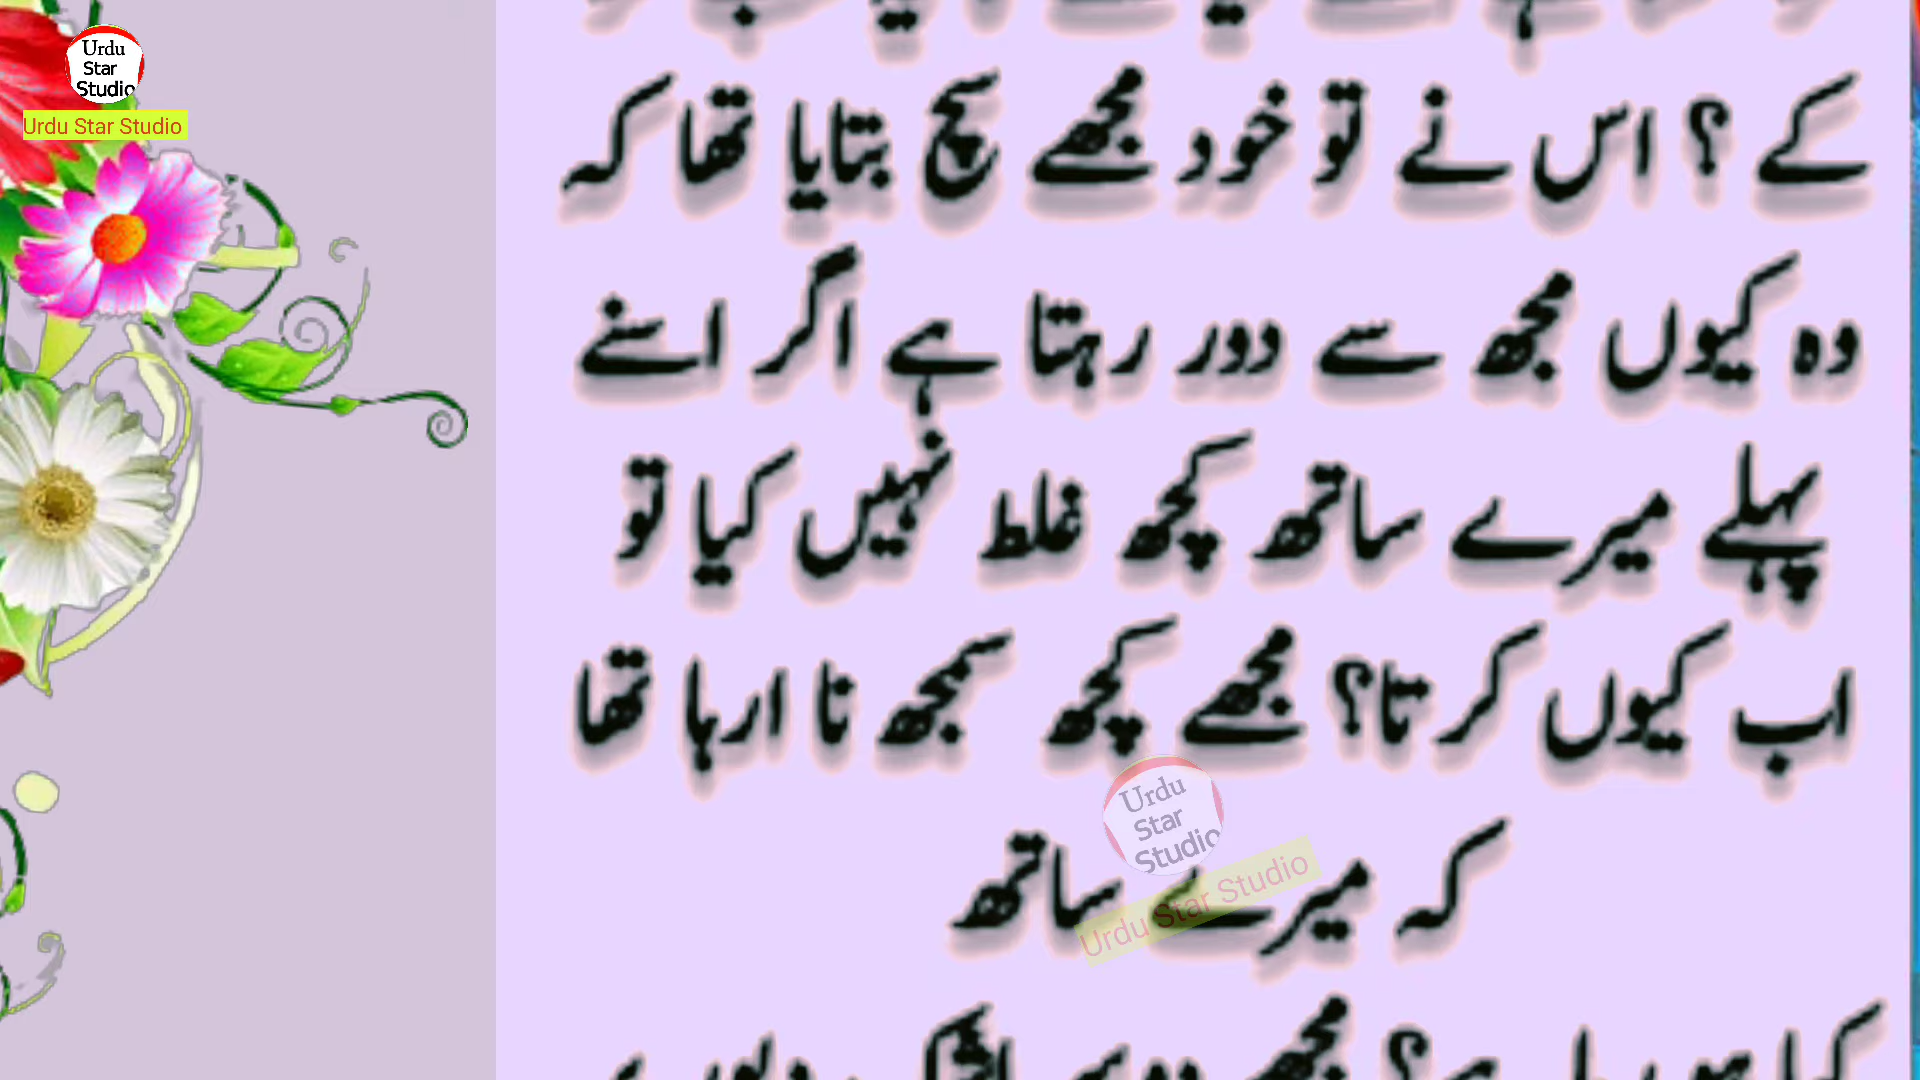 Urdu
Star
Studio
Urdu Star Studio
کے ؟ اس نے تو خود مجھے سچ بتایا تھا کہ
وہ کیوں مجھ سے دور رہتا ہے اگر اسنے
پہلے میرے ساتھ کچھ غلط نہیں کیا تو
اب کیوں کر تا؟ مجھے کچھ سمجھ نا ارہا تھا
Urdu
Star
Studio
کہ میرے ساتھ
Urdu Star Studio